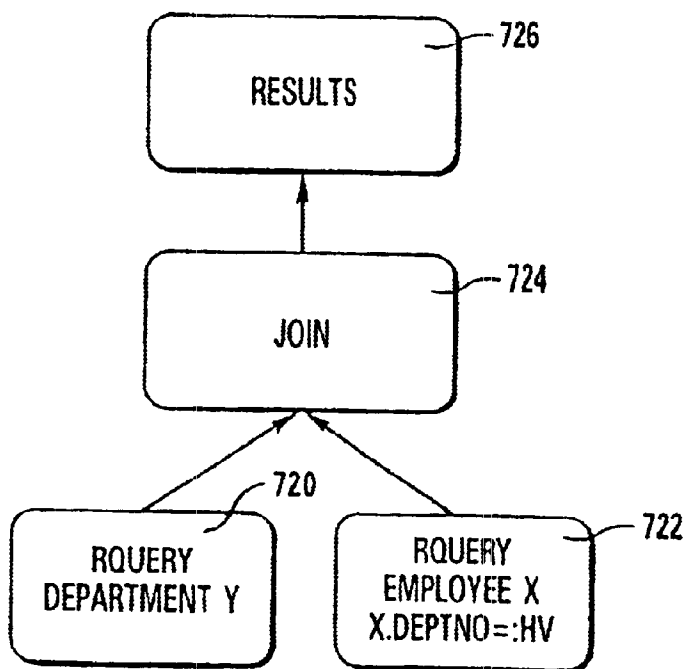 726
RESULTS
724
JOIN
720
RQUERY
DEPARTMENT Y
722
RQUERY
EMPLOYEE X
X.DEPTNO=:HV